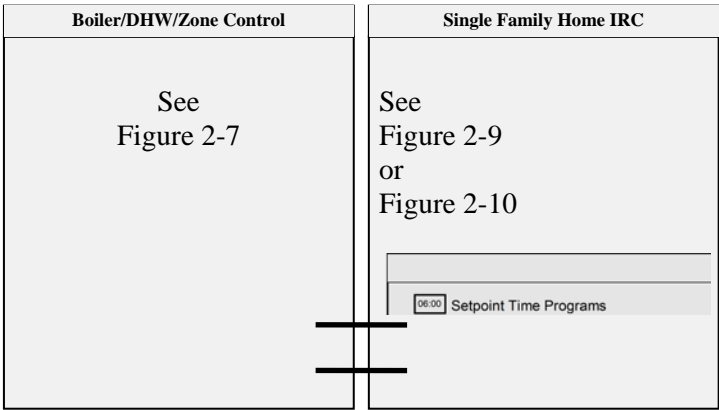 Boiler/DHW/Zone Control
See
Figure 2-7
Single Family Home IRC
See
Figure 2-9
or
Figure 2-10
06:00 Setpoint Time Programs